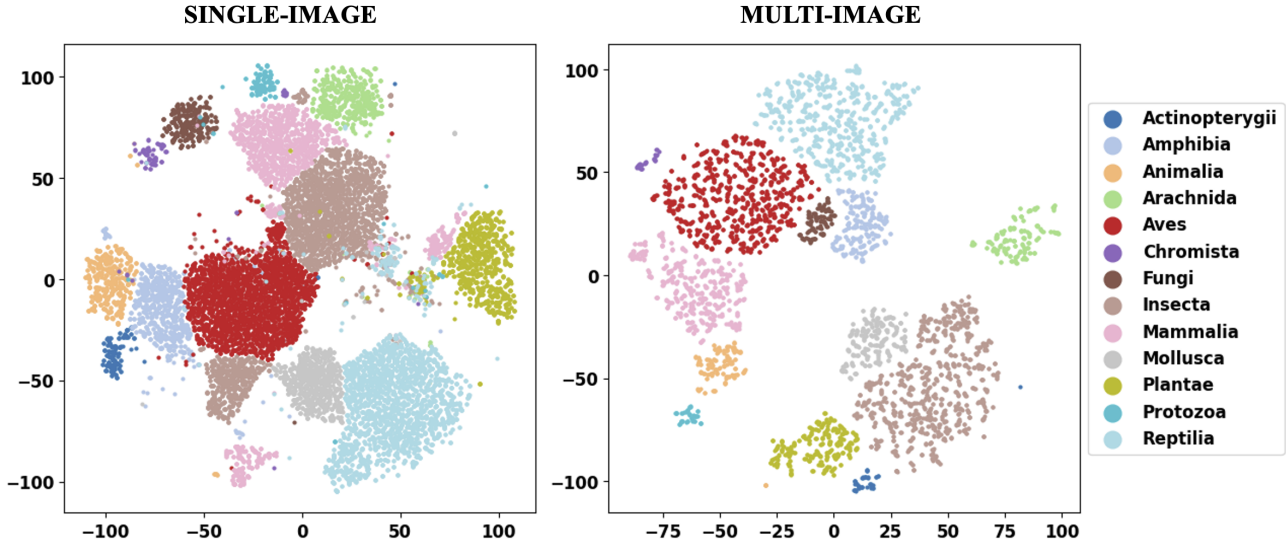 SINGLE-IMAGE
100
50
0
−50
−100
−100 −50 0 50 100
MULTI-IMAGE
100
50
0
−50
−100
−75 −50 −25 0 25 50 75 100
Actinopterygii
Amphibia
Animalia
Arachnida
Aves
Chromista
Fungi
Insecta
Mammalia
Mollusca
Plantae
Protozoa
Reptilia